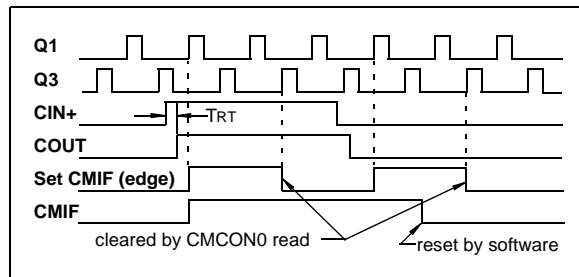 Q1
Q3
CIN+
TRT
COUT
Set CMIF (edge)
CMIF
cleared by CMCON0 read
reset by software